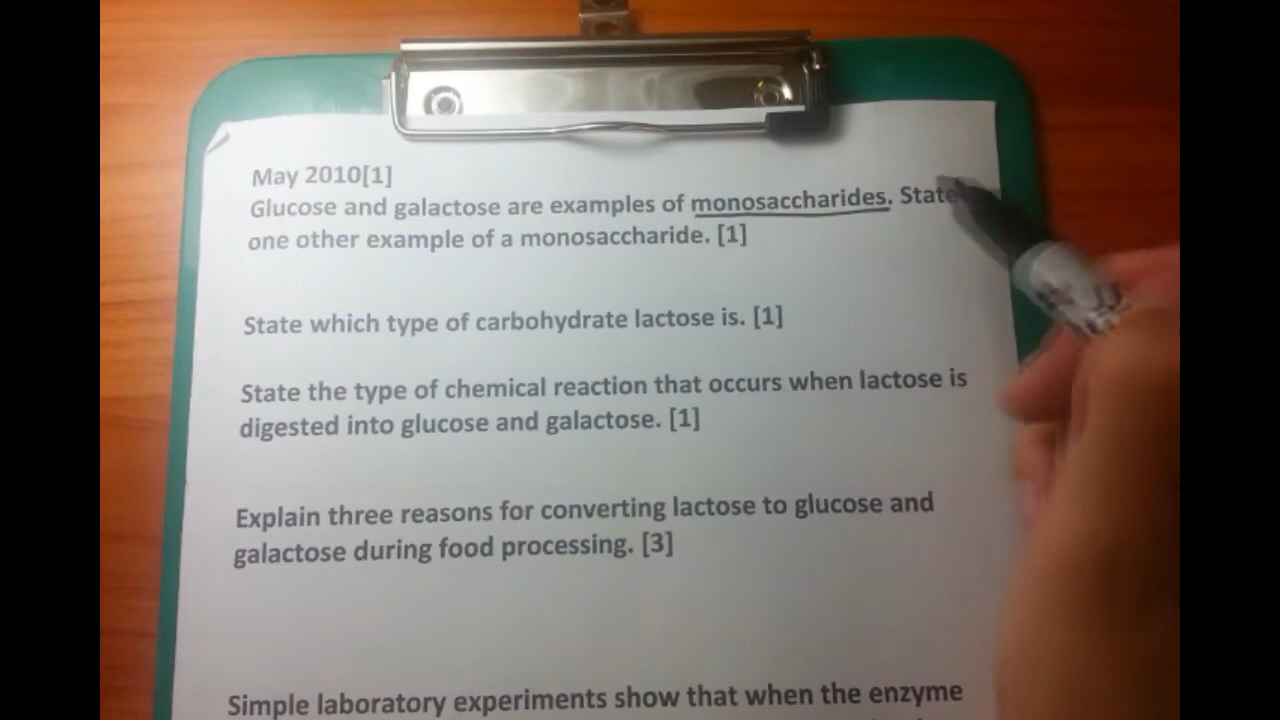 May 2010[1]
Glucose and galactose are examples of monosaccharides. State
one other example of a monosaccharide. [1]
State which type of carbohydrate lactose is. [1]
State the type of chemical reaction that occurs when lactose is
digested into glucose and galactose. [1]
Explain three reasons for converting lactose to glucose and
galactose during food processing. [3]
Simple laboratory experiments show that when the enzyme